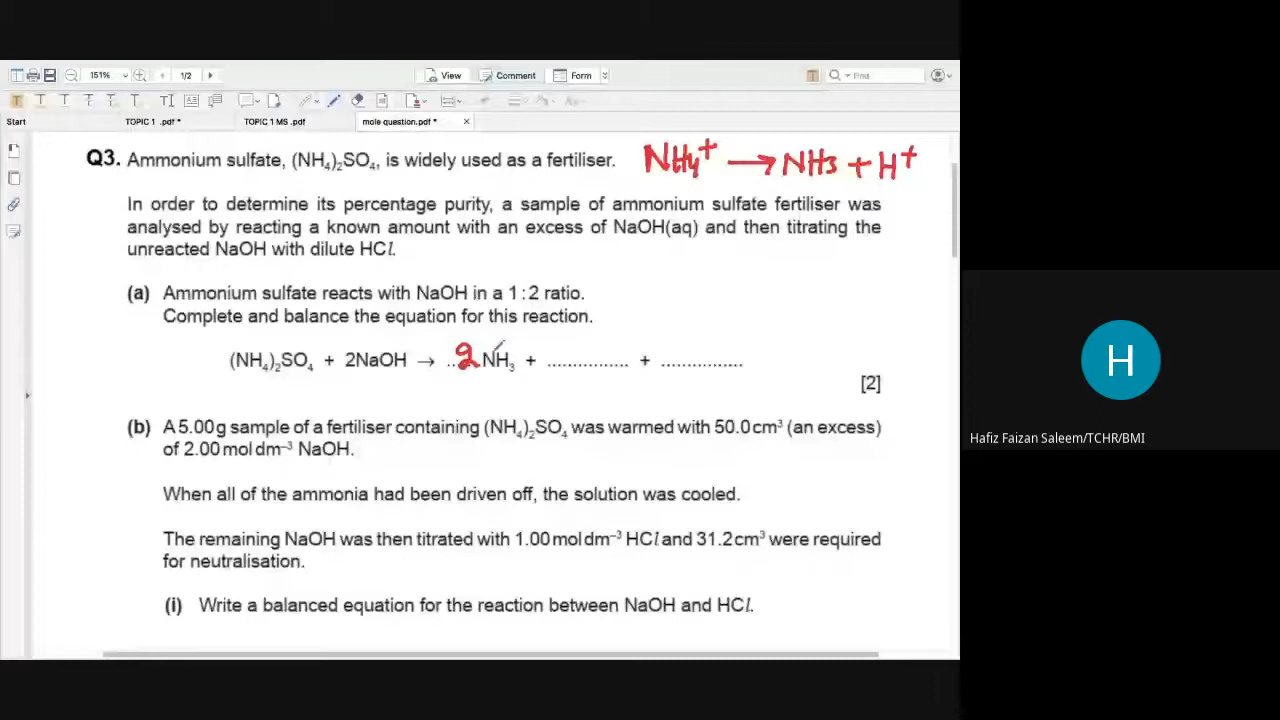 151% 1/2 View Comment Form Find
Start TOPIC 1 .pdf * TOPIC 1 MS .pdf mole question.pdf *
Q3. Ammonium sulfate, (NH₄)₂SO₄, is widely used as a fertiliser. NH4⁺ → NH3 + H⁺
In order to determine its percentage purity, a sample of ammonium sulfate fertiliser was
analysed by reacting a known amount with an excess of NaOH(aq) and then titrating the
unreacted NaOH with dilute HCl.
(a) Ammonium sulfate reacts with NaOH in a 1 : 2 ratio.
Complete and balance the equation for this reaction.
(NH₄)₂SO₄ + 2NaOH → ..2NH₃ + ............... + ...............
[2]
(b) A 5.00 g sample of a fertiliser containing (NH₄)₂SO₄ was warmed with 50.0 cm³ (an excess)
of 2.00 mol dm⁻³ NaOH.
When all of the ammonia had been driven off, the solution was cooled.
The remaining NaOH was then titrated with 1.00 mol dm⁻³ HCl and 31.2 cm³ were required
for neutralisation.
(i) Write a balanced equation for the reaction between NaOH and HCl.
H
Hafiz Faizan Saleem/TCHR/BMI